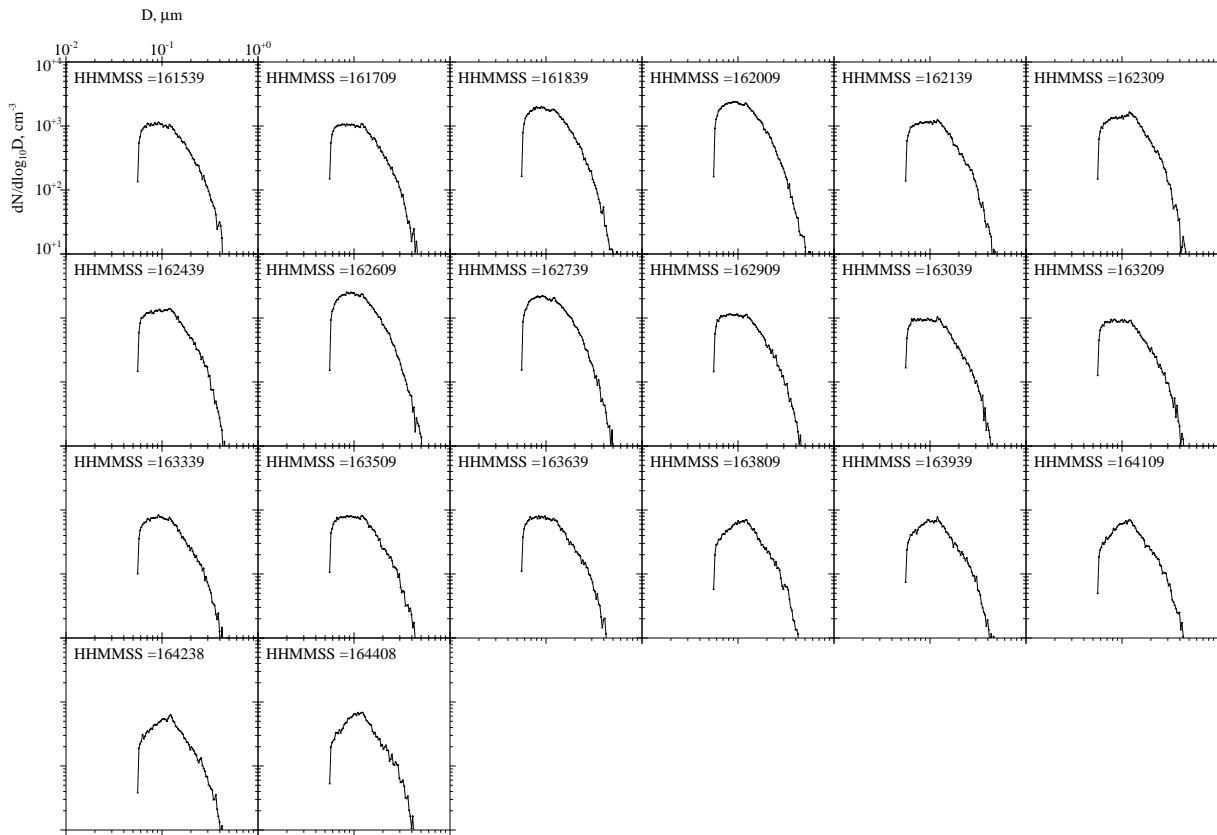 D, μm
10^-2 10^-1 10^+0
10^+4
10^+3
10^+2
10^+1
dN/dlog₁₀D, cm^-3
HHMMSS =161539 HHMMSS =161709 HHMMSS =161839 HHMMSS =162009 HHMMSS =162139 HHMMSS =162309
HHMMSS =162439 HHMMSS =162609 HHMMSS =162739 HHMMSS =162909 HHMMSS =163039 HHMMSS =163209
HHMMSS =163339 HHMMSS =163509 HHMMSS =163639 HHMMSS =163809 HHMMSS =163939 HHMMSS =164109
HHMMSS =164238 HHMMSS =164408